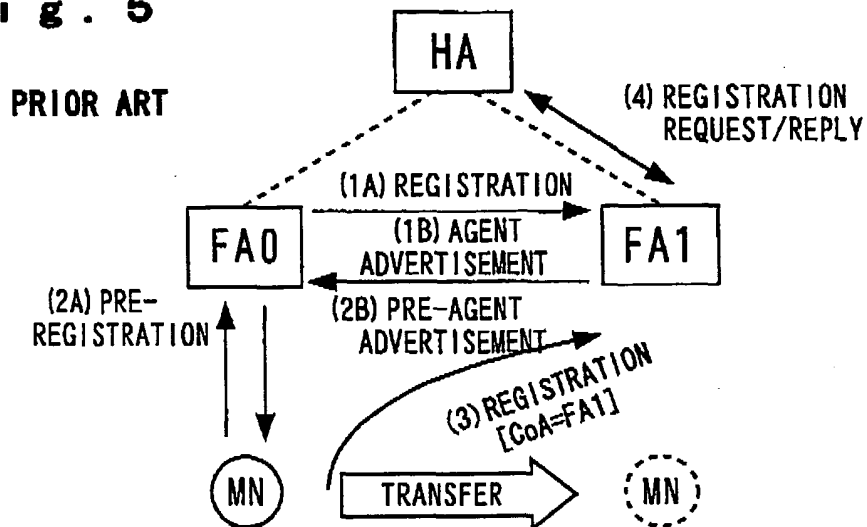 i g . 5
PRIOR ART
HA
(4) REGISTRATION
REQUEST/REPLY
(1A) REGISTRATION
FA0
(1B) AGENT
ADVERTISEMENT
FA1
(2A) PRE-
REGISTRATION
(2B) PRE-AGENT
ADVERTISEMENT
(3) REGISTRATION
[CoA=FA1]
MN
TRANSFER
MN